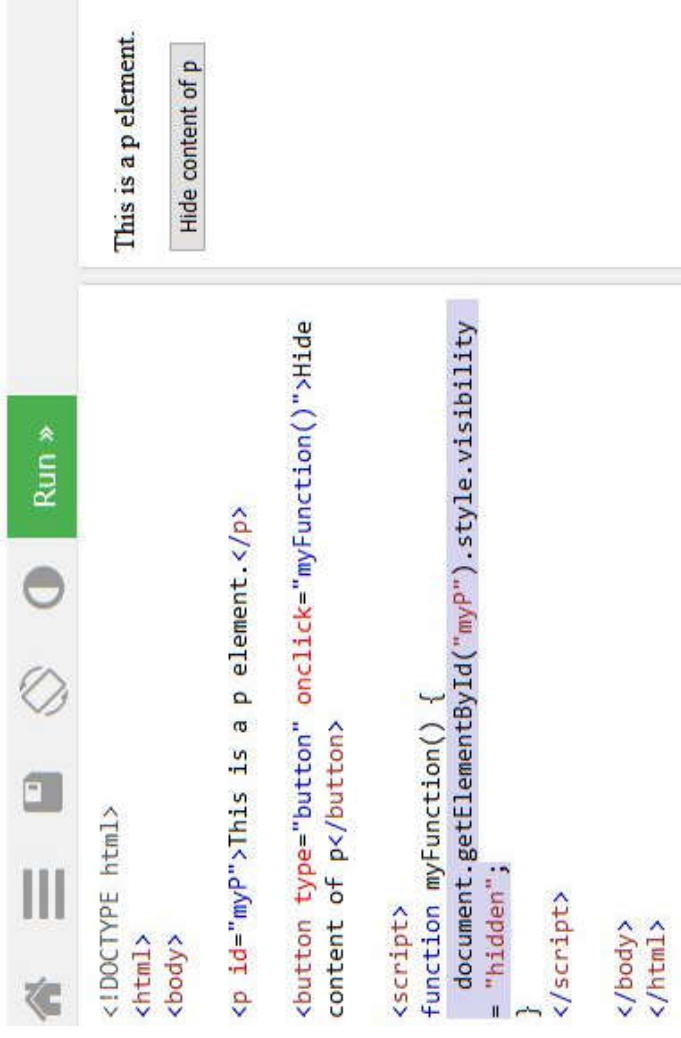 Run »
<!DOCTYPE html>
<html>
<body>
<p id="myP">This is a p element.</p>
<button type="button" onclick="myFunction()">Hide
content of p</button>
<script>
function myFunction() {
document.getElementById("myP").style.visibility
= "hidden";
}
</script>
</body>
</html>
This is a p element.
Hide content of p